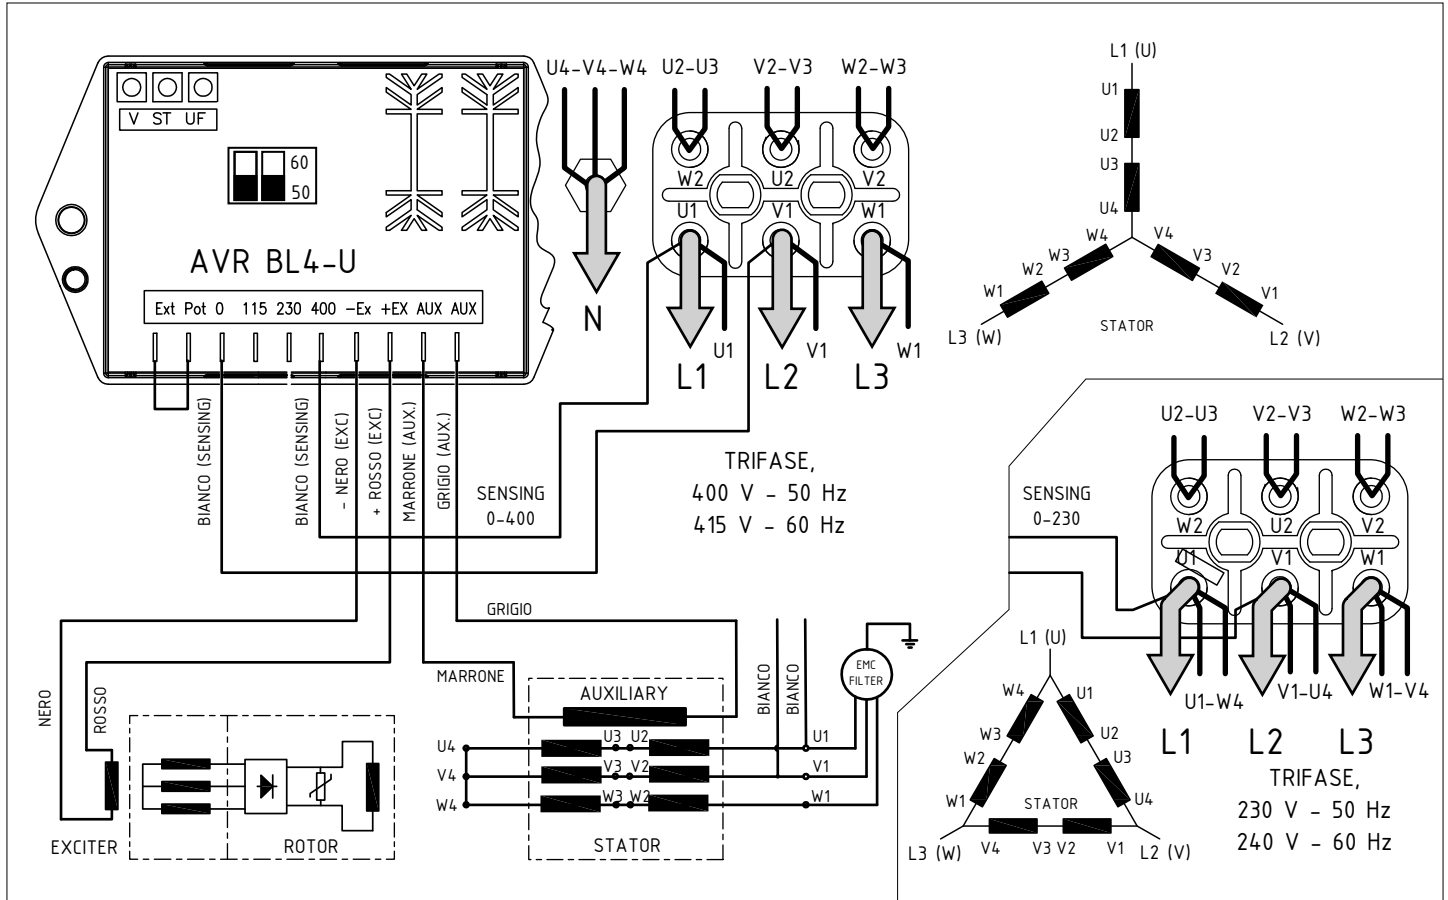 V ST UF
60
50
AVR BL4-U
Ext Pot 0 115 230 400 -Ex +EX AUX AUX
BIANCO (SENSING)
BIANCO (SENSING)
- NERO (EXC)
+ ROSSO (EXC)
MARRONE (AUX.)
GRIGIO (AUX.)
U4-V4-W4
N
U2-U3
V2-V3
W2-W3
W2 U2 V2
U1 V1 W1
U1
V1
W1
L1 L2 L3
SENSING
0-400
TRIFASE,
400 V - 50 Hz
415 V - 60 Hz
L1 (U)
U1
U2
U3
U4
W4 V4
W3 V3
W2 V2
W1 V1
L3 (W)
STATOR
L2 (V)
GRIGIO
MARRONE
NERO
ROSSO
EXCITER
ROTOR
AUXILIARY
U4 U3 U2 U1
V4 V3 V2 V1
W4 W3 W2 W1
STATOR
BIANCO
BIANCO
EMC
FILTER
U2-U3
V2-V3
W2-W3
SENSING
0-230
W2 U2 V2
U1 V1 W1
U1-W4
V1-U4
W1-V4
L1 L2 L3
TRIFASE,
230 V - 50 Hz
240 V - 60 Hz
L1 (U)
W4 U1
W3 U2
W2 U3
W1 U4
STATOR
L3 (W) V4 V3 V2 V1 L2 (V)